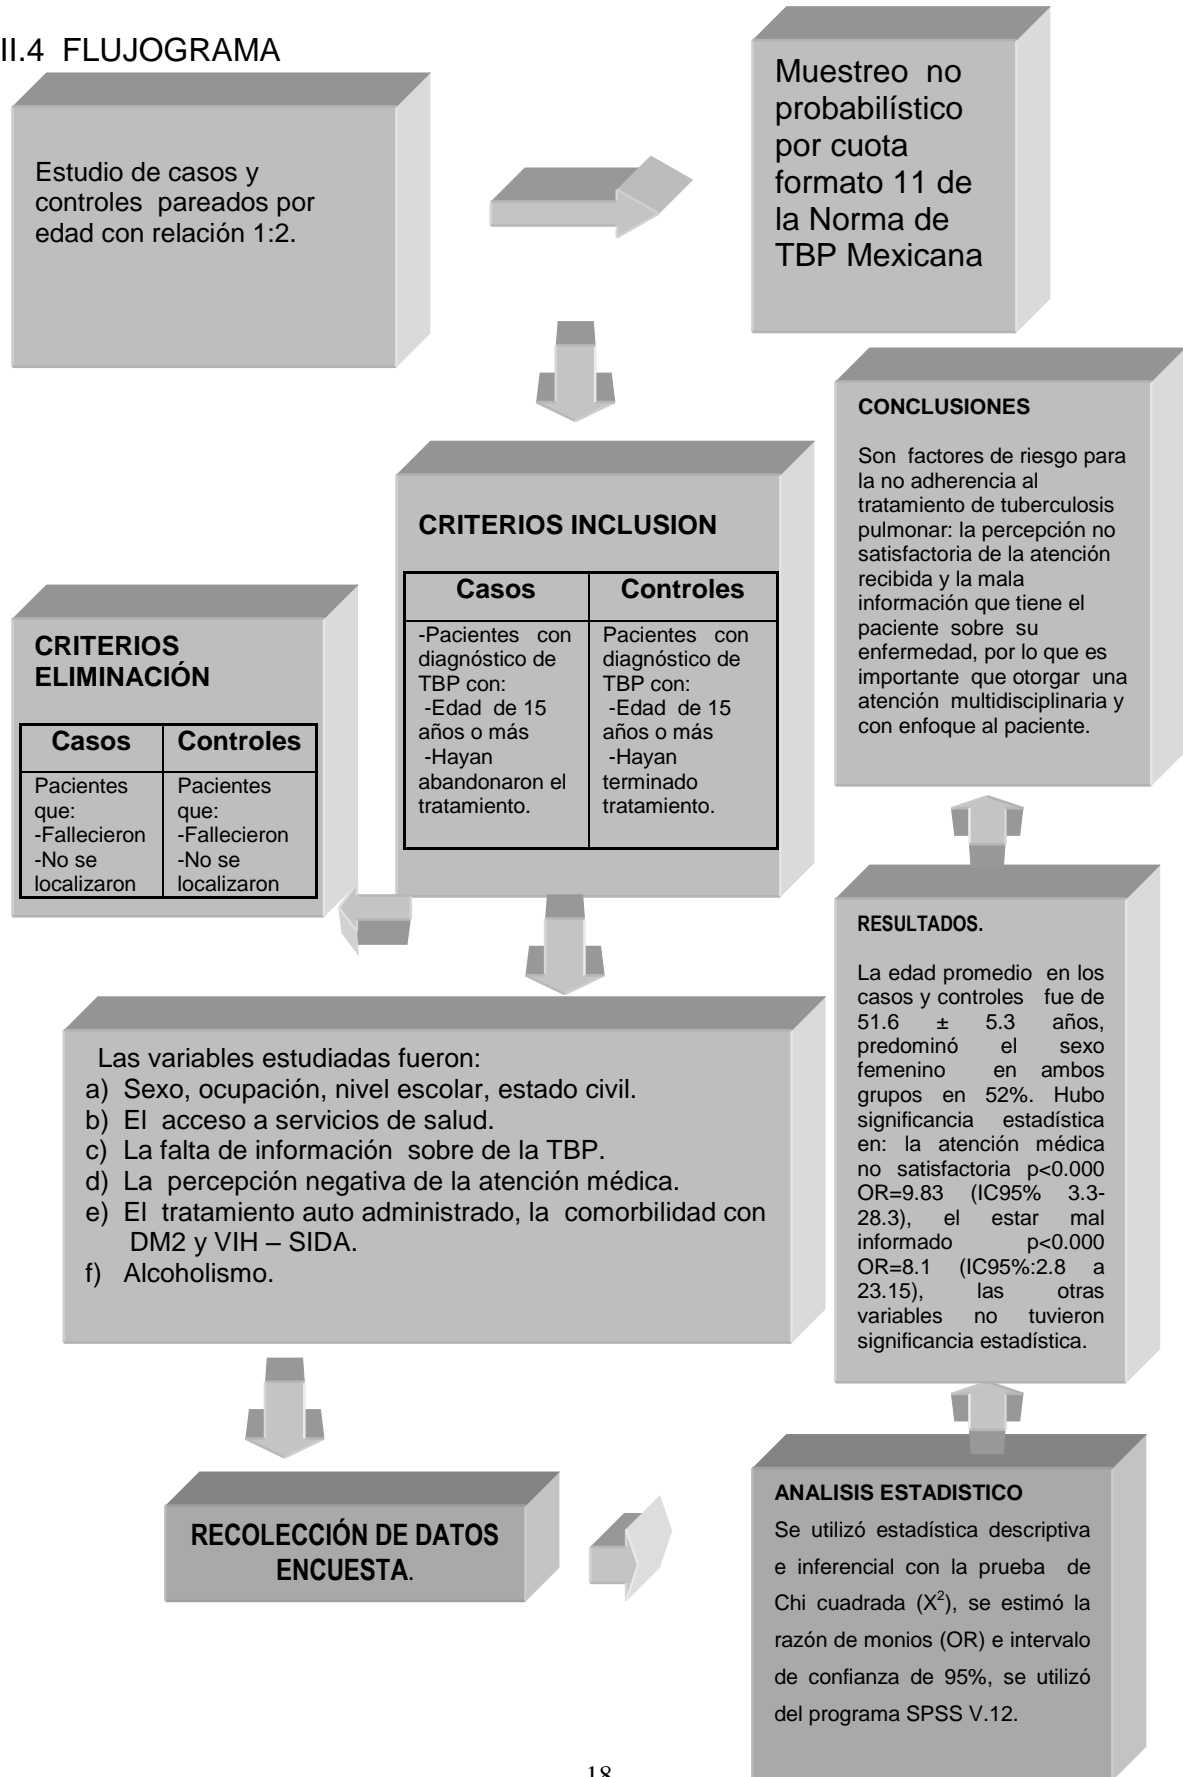 II.4 FLUJOGRAMA
Estudio de casos y
controles pareados por
edad con relación 1:2.
Muestreo no
probabilístico
por cuota
formato 11 de
la Norma de
TBP Mexicana
CRITERIOS INCLUSION
Casos
Controles
-Pacientes con
diagnóstico de
TBP con:
-Edad de 15
años o más
-Hayan
abandonaron el
tratamiento.
Pacientes con
diagnóstico de
TBP con:
-Edad de 15
años o más
-Hayan
terminado
tratamiento.
CRITERIOS
ELIMINACIÓN
Casos
Controles
Pacientes
que:
-Fallecieron
-No se
localizaron
Pacientes
que:
-Fallecieron
-No se
localizaron
Las variables estudiadas fueron:
a) Sexo, ocupación, nivel escolar, estado civil.
b) El acceso a servicios de salud.
c) La falta de información sobre de la TBP.
d) La percepción negativa de la atención médica.
e) El tratamiento auto administrado, la comorbilidad con
DM2 y VIH – SIDA.
f) Alcoholismo.
RECOLECCIÓN DE DATOS
ENCUESTA.
ANALISIS ESTADISTICO
Se utilizó estadística descriptiva
e inferencial con la prueba de
Chi cuadrada (X²), se estimó la
razón de monios (OR) e intervalo
de confianza de 95%, se utilizó
del programa SPSS V.12.
RESULTADOS.
La edad promedio en los
casos y controles fue de
51.6 ± 5.3 años,
predominó el sexo
femenino en ambos
grupos en 52%. Hubo
significancia estadística
en: la atención médica
no satisfactoria p<0.000
OR=9.83 (IC95% 3.3-
28.3), el estar mal
informado p<0.000
OR=8.1 (IC95%:2.8 a
23.15), las otras
variables no tuvieron
significancia estadística.
CONCLUSIONES
Son factores de riesgo para
la no adherencia al
tratamiento de tuberculosis
pulmonar: la percepción no
satisfactoria de la atención
recibida y la mala
información que tiene el
paciente sobre su
enfermedad, por lo que es
importante que otorgar una
atención multidisciplinaria y
con enfoque al paciente.
18